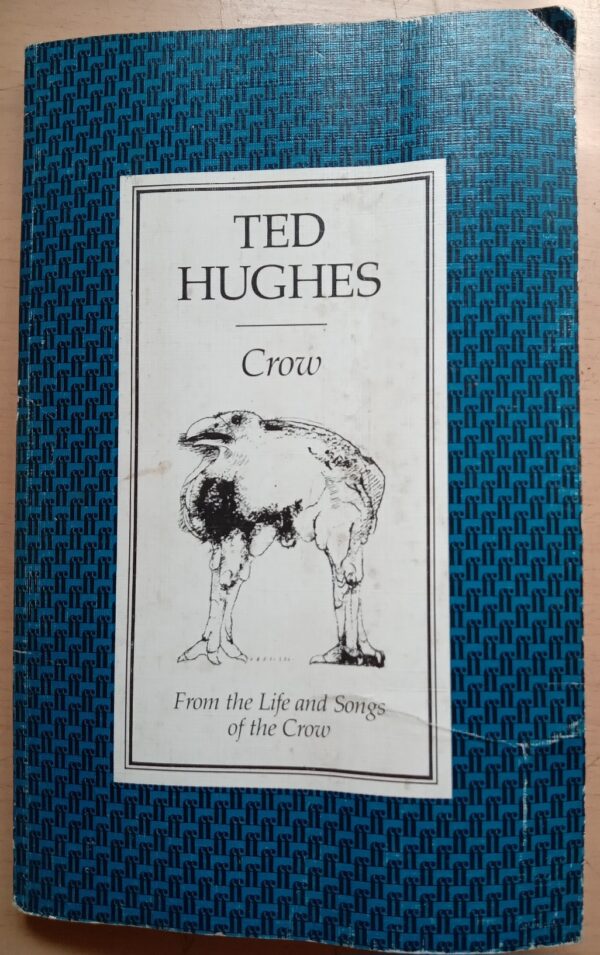 TED
HUGHES
Crow
From the Life and Songs
of the Crow